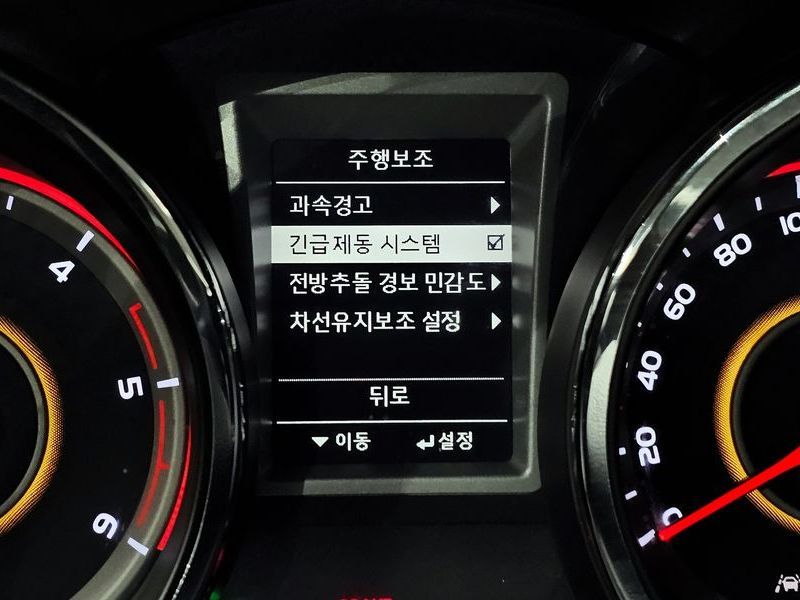 주행보조
과속경고
긴급제동 시스템
전방추돌 경보 민감도
차선유지보조 설정
뒤로
이동 설정
4
5
6
80
60
40
20
0